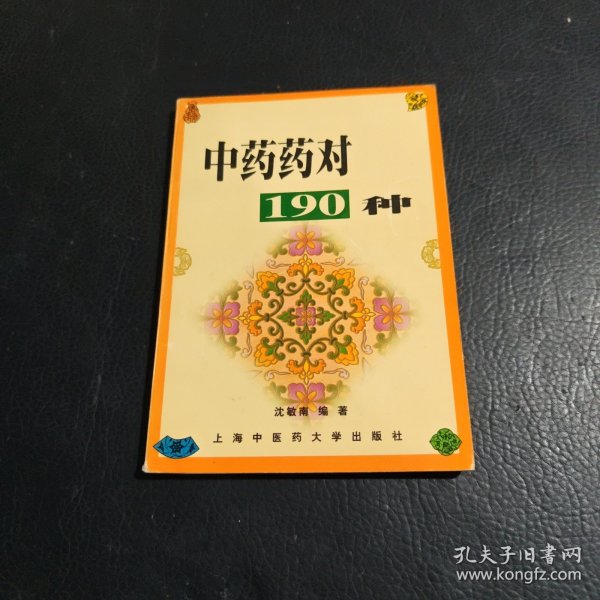 中药药对
190 种
沈敏南 编著
上海中医药大学出版社
孔夫子旧书网
www.kongfz.com